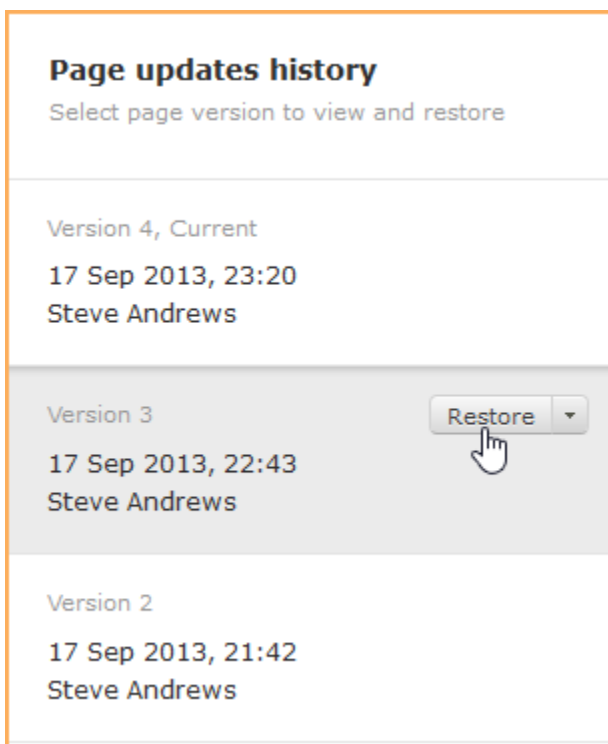 Page updates history
Select page version to view and restore
Version 4, Current
17 Sep 2013, 23:20
Steve Andrews
Version 3
Restore
17 Sep 2013, 22:43
Steve Andrews
Version 2
17 Sep 2013, 21:42
Steve Andrews